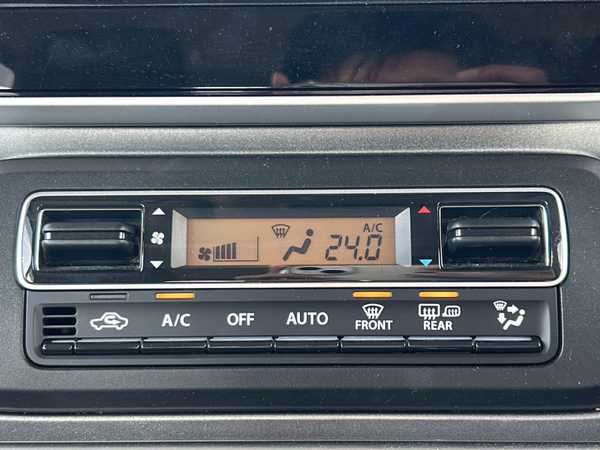 A/C
24.0
A/C
OFF
AUTO
FRONT
REAR